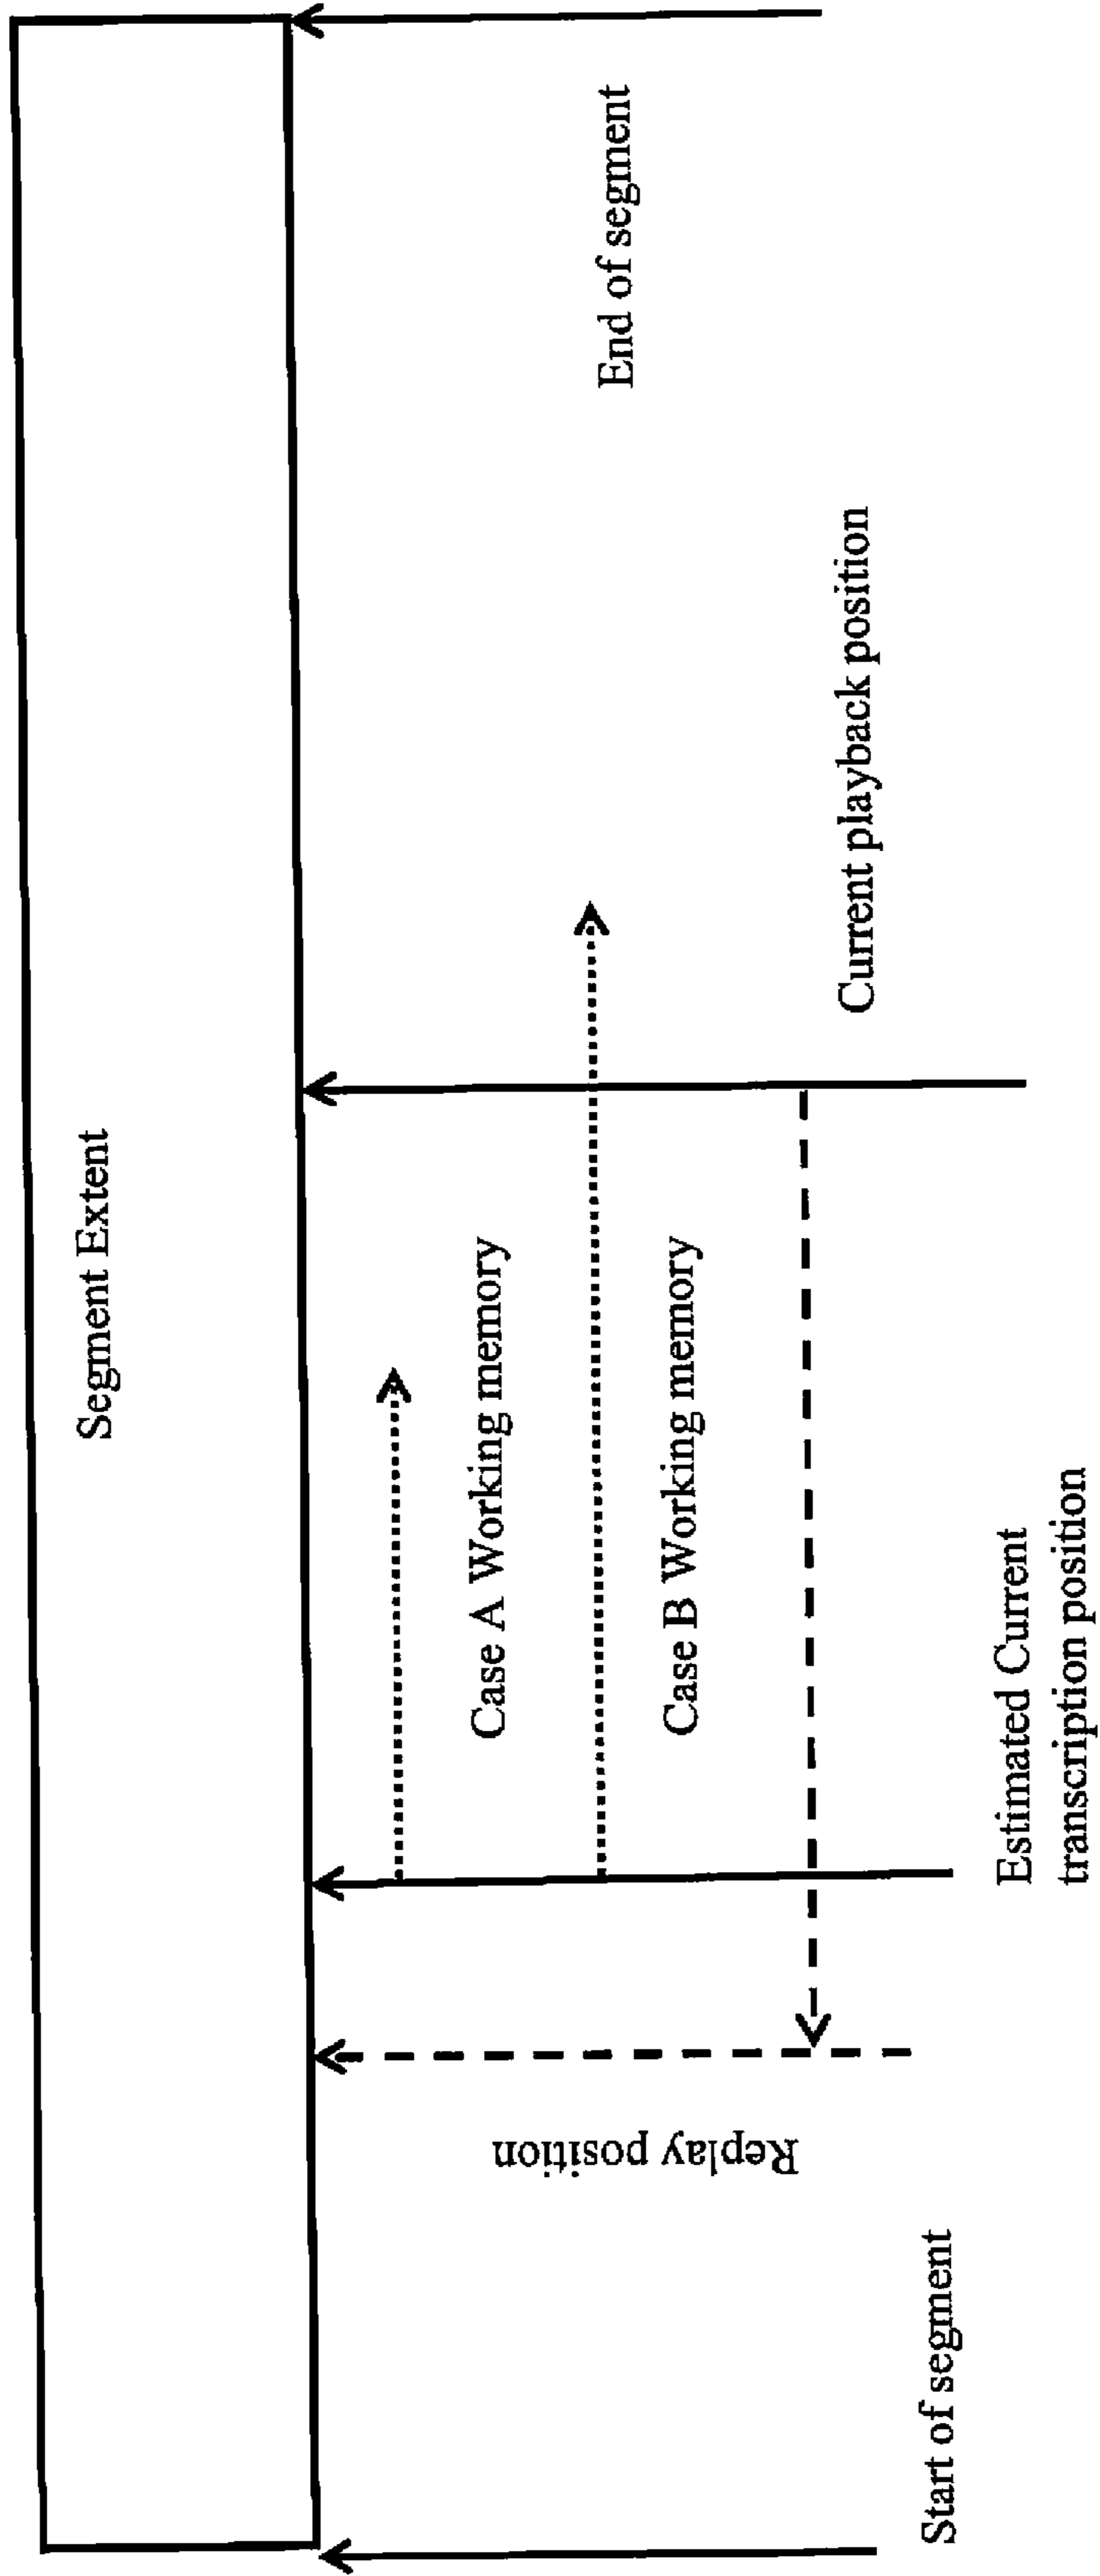 Segment Extent
Case A Working memory
Case B Working memory
End of segment
Current playback position
Estimated Current
transcription position
Replay position
Start of segment